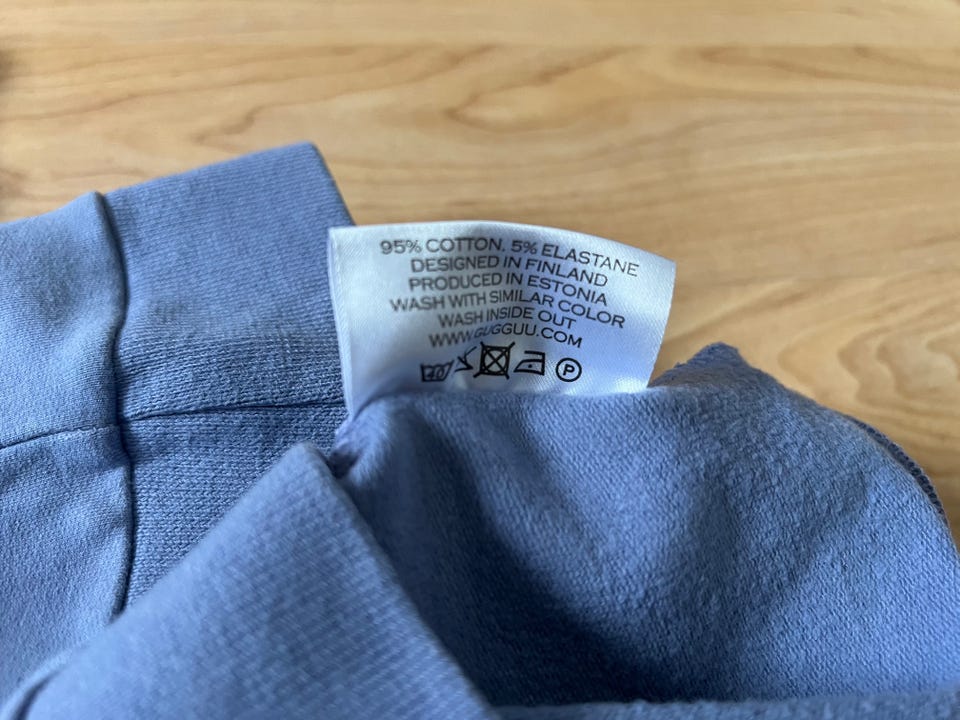 95% COTTON, 5% ELASTANE
DESIGNED IN FINLAND
PRODUCED IN ESTONIA
WASH WITH SIMILAR COLOR
WASH INSIDE OUT
WWW.GUGGUU.COM
P